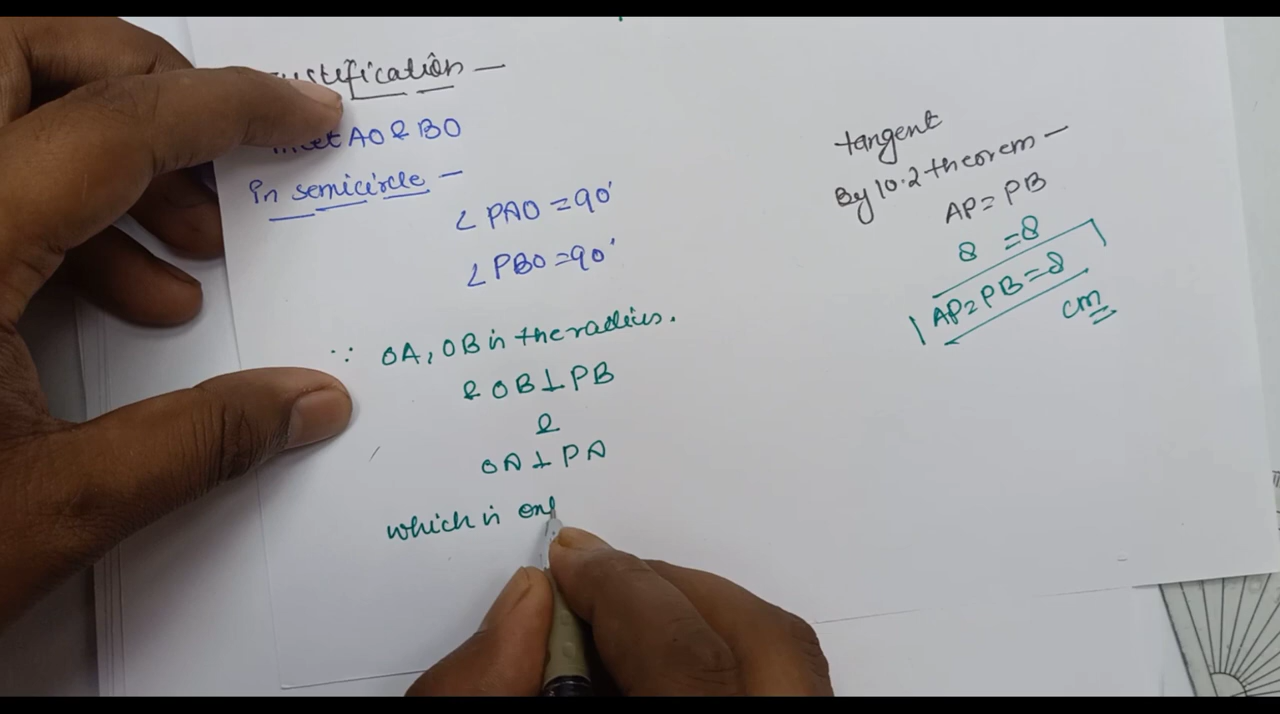 AO & BO
In semicircle –
∠PAO = 90°
∠PBO = 90°
∵ OA, OB is the radius.
& OB ⊥ PB
&
OA ⊥ PA
which is onl
tangent
By 10.2 theorem –
AP = PB
8 = 8
AP = PB = 8
cm